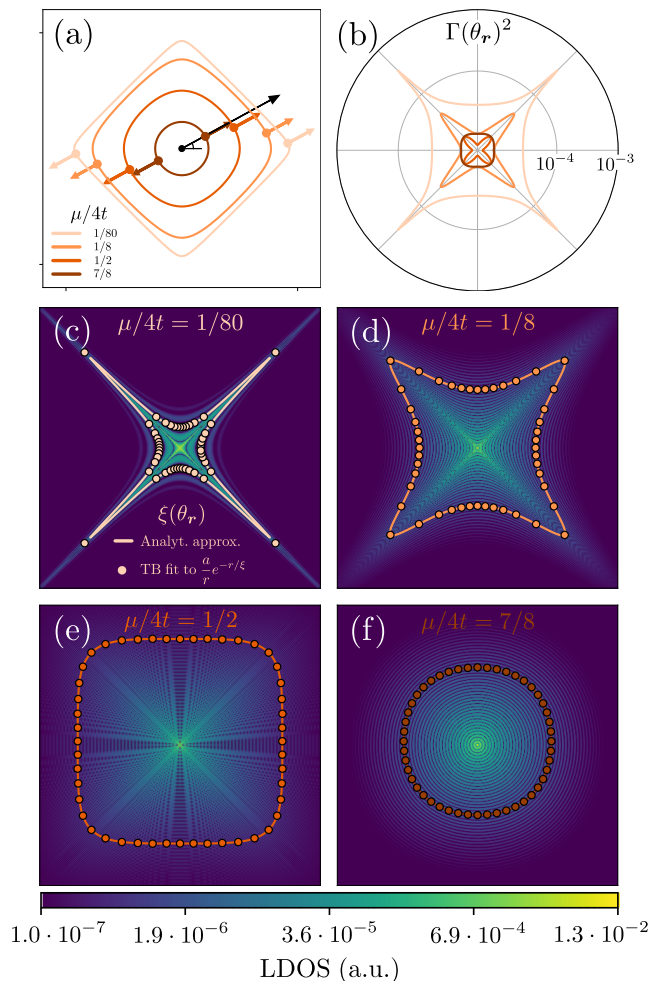 (a)
μ/4t
1/80
1/8
1/2
7/8
(b)
Γ(θ_r)²
10⁻⁴
10⁻³
(c)
μ/4t = 1/80
ξ(θ_r)
Analyt. approx.
TB fit to a/r e^{-r/ξ}
(d)
μ/4t = 1/8
(e)
μ/4t = 1/2
(f)
μ/4t = 7/8
1.0 · 10⁻⁷
1.9 · 10⁻⁶
3.6 · 10⁻⁵
6.9 · 10⁻⁴
1.3 · 10⁻²
LDOS (a.u.)